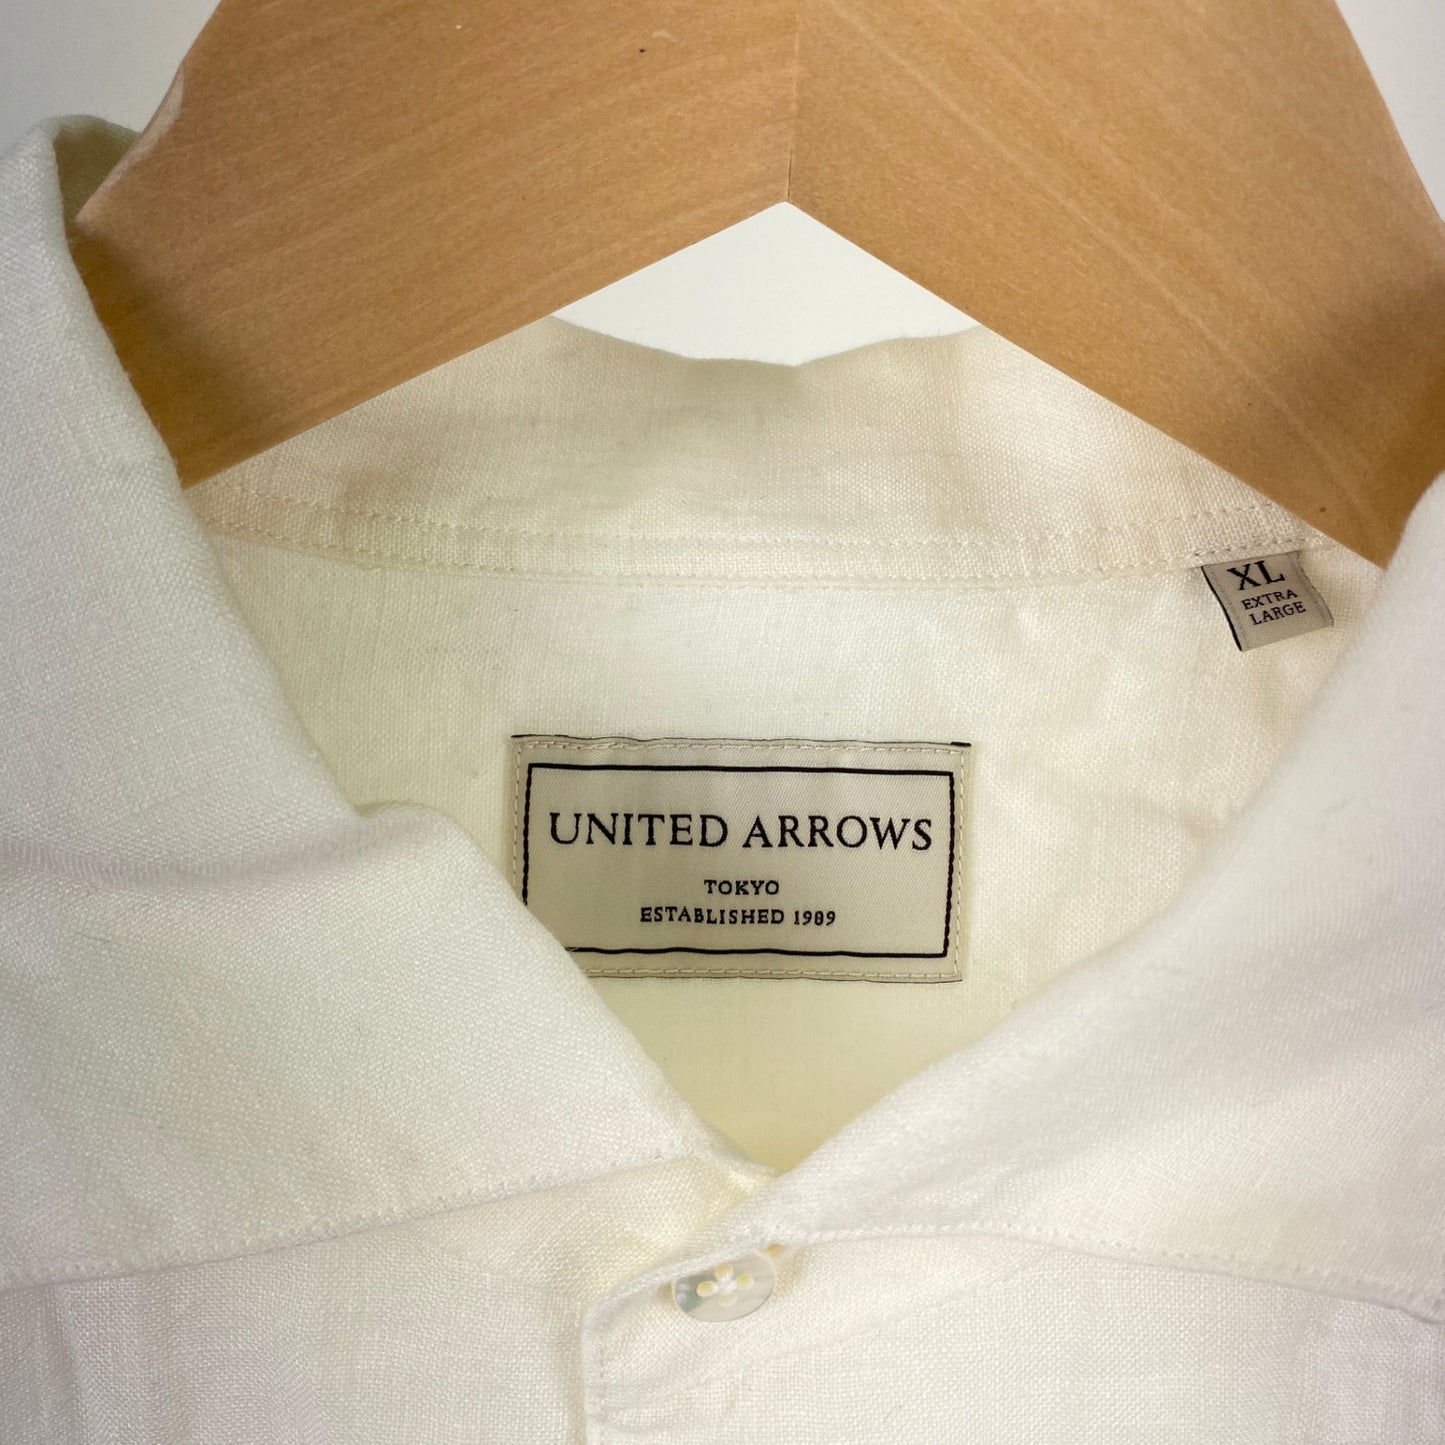 XL
EXTRA
LARGE
UNITED ARROWS
TOKYO
ESTABLISHED 1989